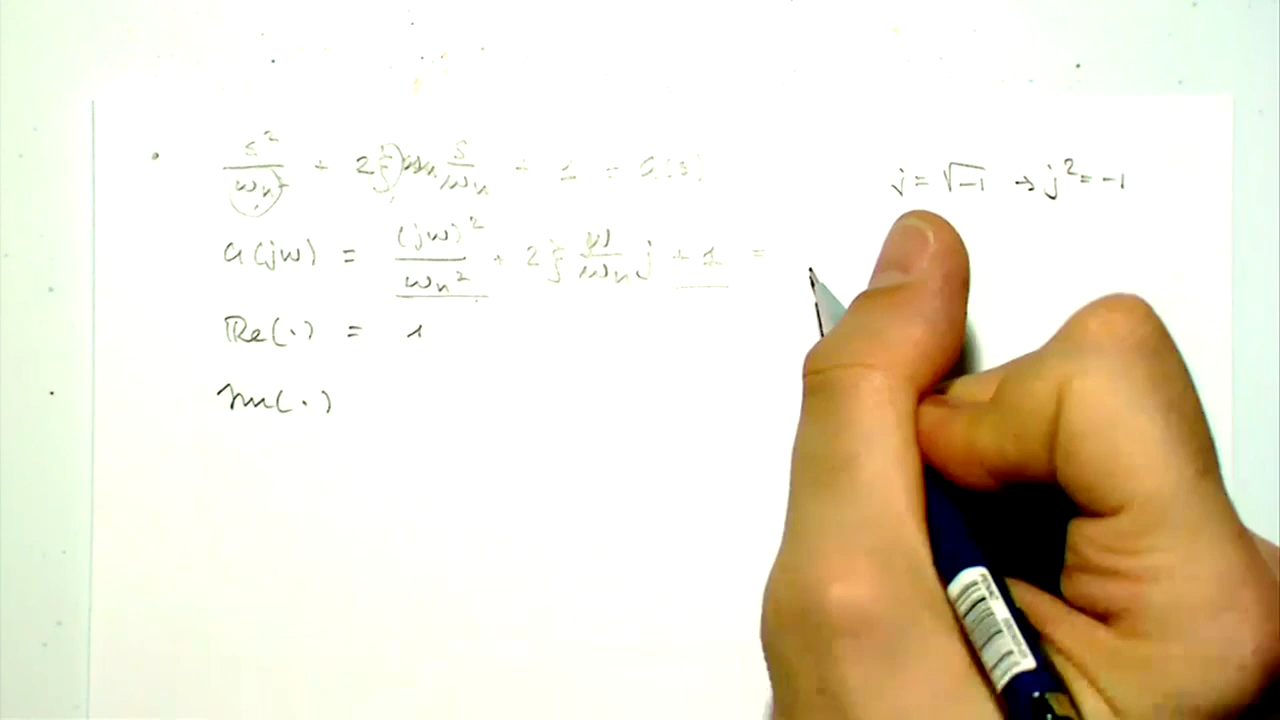 s²/ωn² + 2ξ s/ωn + 1 = G(s)
j = √-1 → j² = -1
G(jω) = (jω)²/ωn² + 2ξ ω/ωn j + 1 =
Re(·) = 1
Im(·)